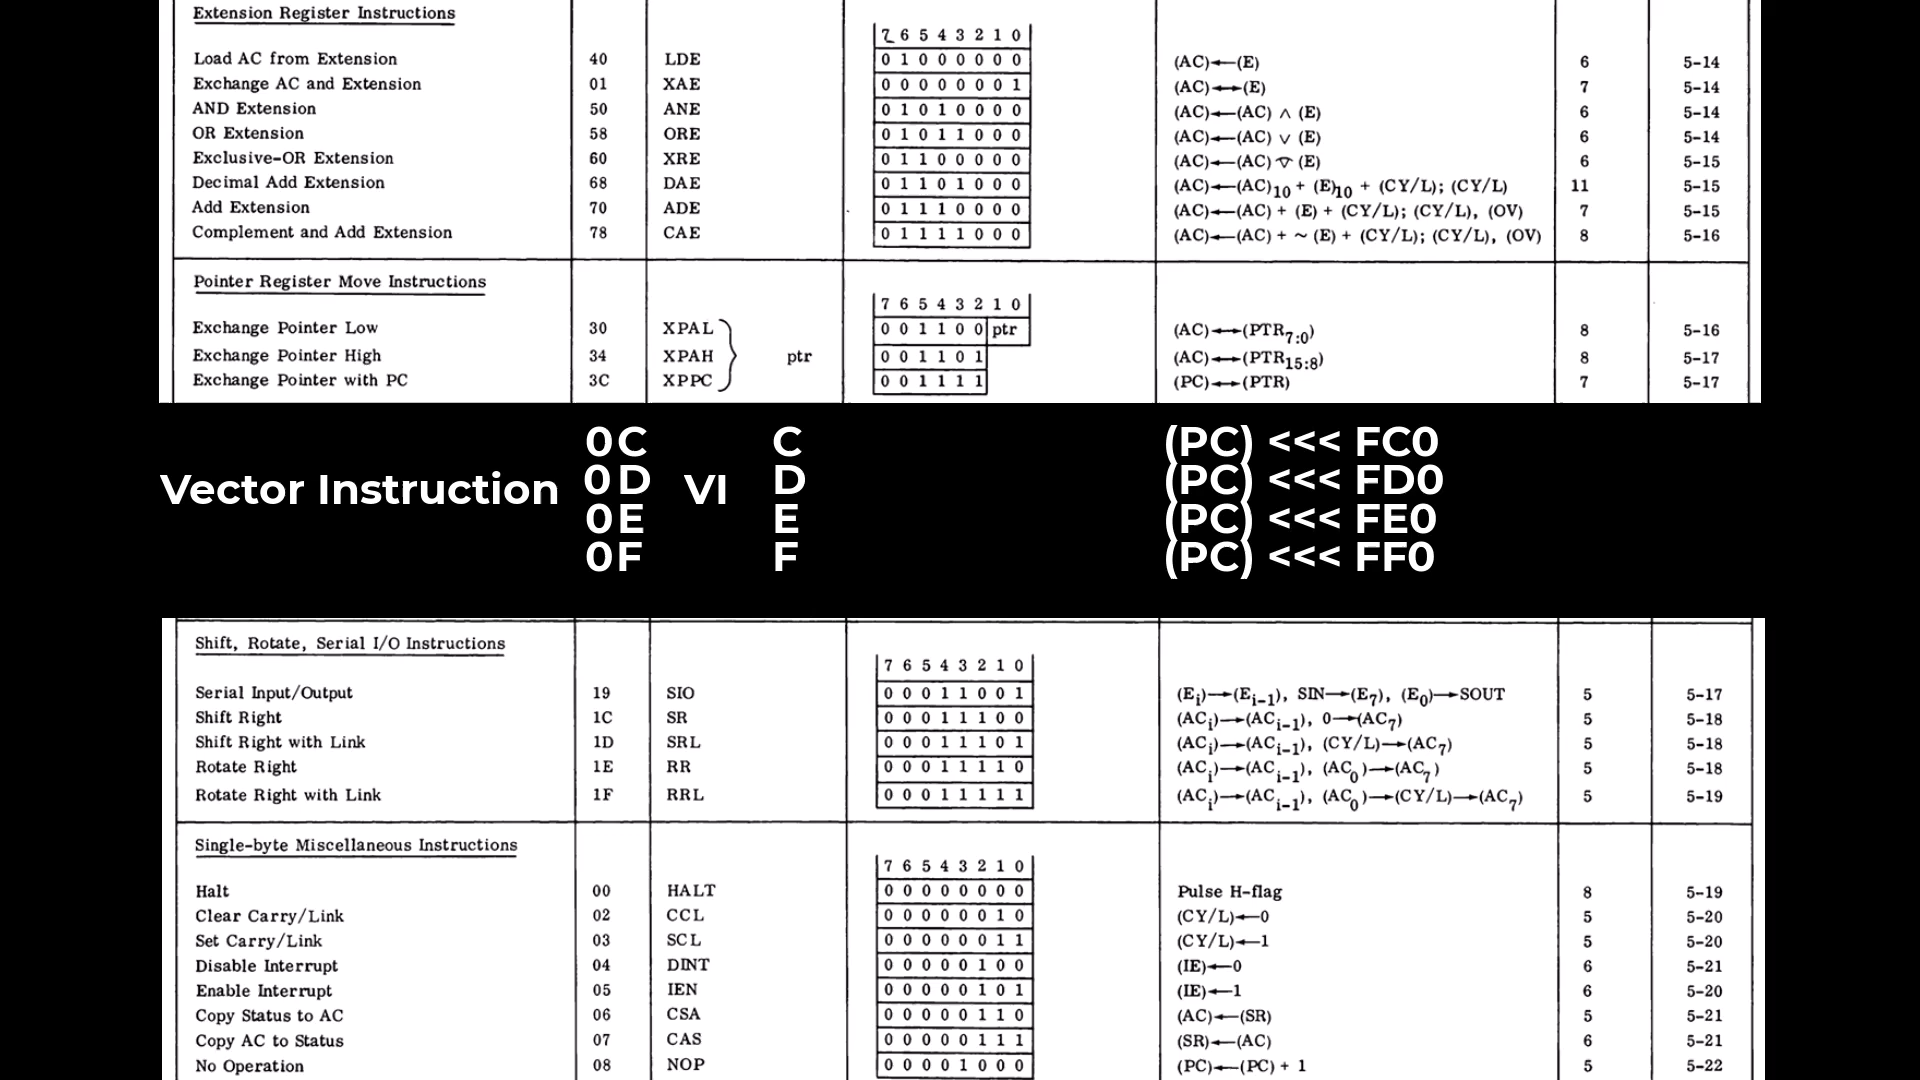 Extension Register Instructions
7 6 5 4 3 2 1 0
Load AC from Extension 40 LDE 0 1 0 0 0 0 0 0 (AC)←(E) 6 5-14
Exchange AC and Extension 01 XAE 0 0 0 0 0 0 0 1 (AC)↔(E) 7 5-14
AND Extension 50 ANE 0 1 0 1 0 0 0 0 (AC)←(AC) ∧ (E) 6 5-14
OR Extension 58 ORE 0 1 0 1 1 0 0 0 (AC)←(AC) ∨ (E) 6 5-14
Exclusive-OR Extension 60 XRE 0 1 1 0 0 0 0 0 (AC)←(AC) ⊽ (E) 6 5-15
Decimal Add Extension 68 DAE 0 1 1 0 1 0 0 0 (AC)←(AC)10 + (E)10 + (CY/L); (CY/L) 11 5-15
Add Extension 70 ADE 0 1 1 1 0 0 0 0 (AC)←(AC) + (E) + (CY/L); (CY/L), (OV) 7 5-15
Complement and Add Extension 78 CAE 0 1 1 1 1 0 0 0 (AC)←(AC) + ~ (E) + (CY/L); (CY/L), (OV) 8 5-16
Pointer Register Move Instructions
7 6 5 4 3 2 1 0
Exchange Pointer Low 30 XPAL 0 0 1 1 0 0 ptr (AC)↔(PTR7:0) 8 5-16
Exchange Pointer High 34 XPAH ptr 0 0 1 1 0 1 (AC)↔(PTR15:8) 8 5-17
Exchange Pointer with PC 3C XPPC 0 0 1 1 1 1 (PC)↔(PTR) 7 5-17
0C C (PC) <<< FC0
0D D (PC) <<< FD0
Vector Instruction VI
0E E (PC) <<< FE0
0F F (PC) <<< FF0
Shift, Rotate, Serial I/O Instructions
7 6 5 4 3 2 1 0
Serial Input/Output 19 SIO 0 0 0 1 1 0 0 1 (Ei)→(Ei-1), SIN→(E7), (E0)→SOUT 5 5-17
Shift Right 1C SR 0 0 0 1 1 1 0 0 (ACi)→(ACi-1), 0→(AC7) 5 5-18
Shift Right with Link 1D SRL 0 0 0 1 1 1 0 1 (ACi)→(ACi-1), (CY/L)→(AC7) 5 5-18
Rotate Right 1E RR 0 0 0 1 1 1 1 0 (ACi)→(ACi-1), (AC0)→(AC7) 5 5-18
Rotate Right with Link 1F RRL 0 0 0 1 1 1 1 1 (ACi)→(ACi-1), (AC0)→(CY/L)→(AC7) 5 5-19
Single-byte Miscellaneous Instructions
7 6 5 4 3 2 1 0
Halt 00 HALT 0 0 0 0 0 0 0 0 Pulse H-flag 8 5-19
Clear Carry/Link 02 CCL 0 0 0 0 0 0 1 0 (CY/L)←0 5 5-20
Set Carry/Link 03 SCL 0 0 0 0 0 0 1 1 (CY/L)←1 5 5-20
Disable Interrupt 04 DINT 0 0 0 0 0 1 0 0 (IE)←0 6 5-21
Enable Interrupt 05 IEN 0 0 0 0 0 1 0 1 (IE)←1 6 5-20
Copy Status to AC 06 CSA 0 0 0 0 0 1 1 0 (AC)←(SR) 5 5-21
Copy AC to Status 07 CAS 0 0 0 0 0 1 1 1 (SR)←(AC) 6 5-21
No Operation 08 NOP 0 0 0 0 1 0 0 0 (PC)←(PC) + 1 5 5-22